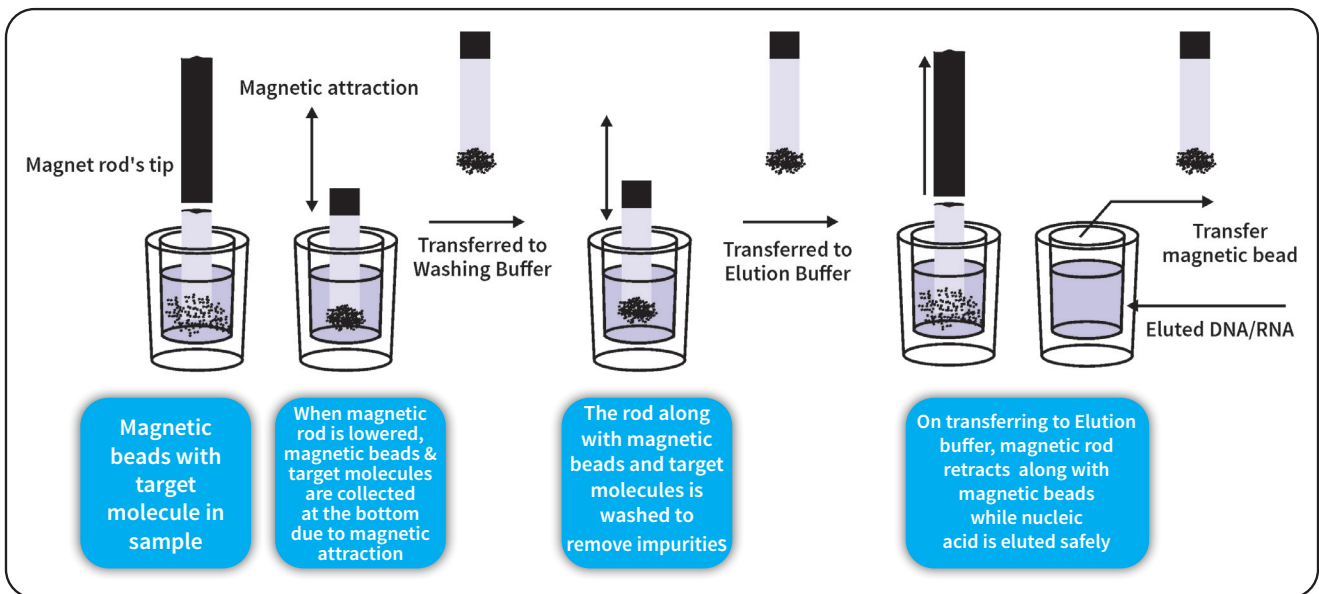 Magnetic attraction
Magnet rod's tip
Transferred to
Washing Buffer
Transferred to
Elution Buffer
Transfer
magnetic bead
Eluted DNA/RNA
Magnetic
beads with
target
molecule in
sample
When magnetic
rod is lowered,
magnetic beads &
target molecules
are collected
at the bottom
due to magnetic
attraction
The rod along
with magnetic
beads and target
molecules is
washed to
remove impurities
On transferring to Elution
buffer, magnetic rod
retracts along with
magnetic beads
while nucleic
acid is eluted safely